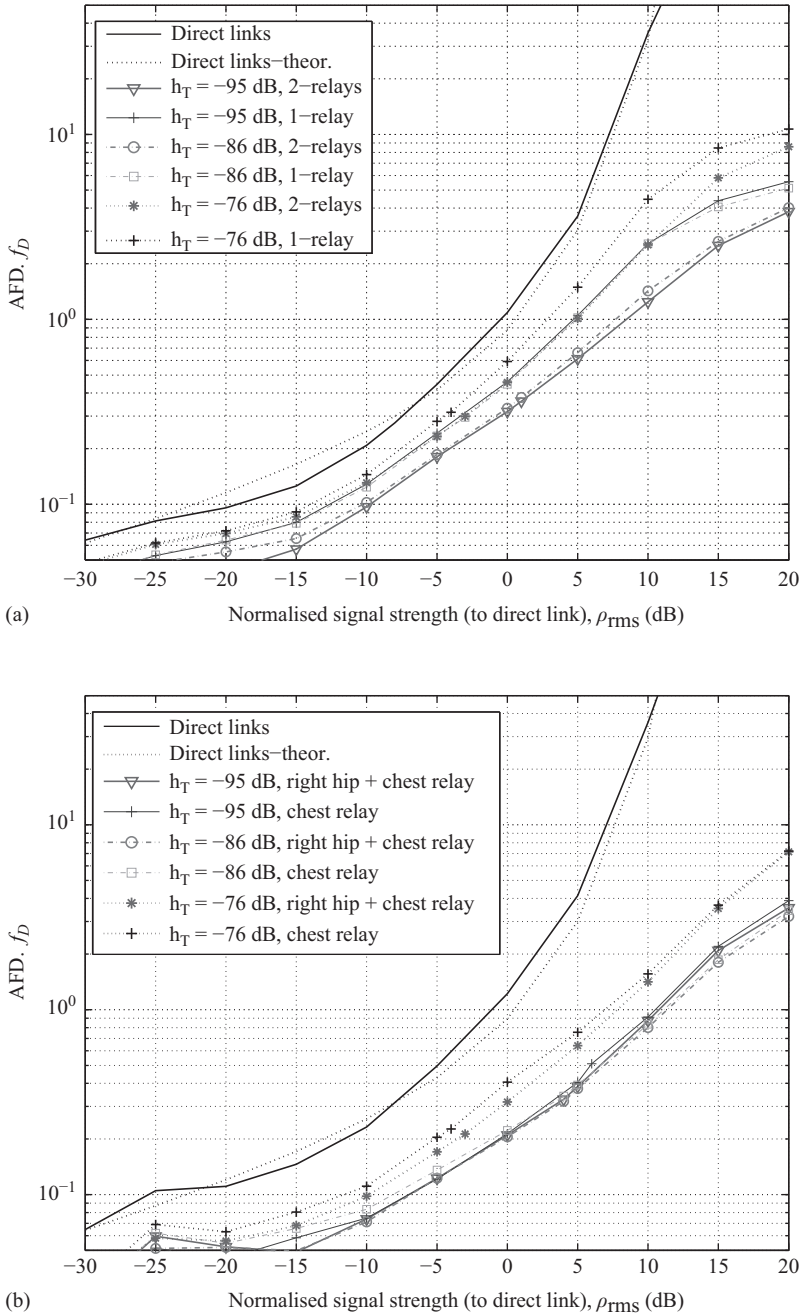 Direct links
Direct links−theor.
h_T = −95 dB, 2−relays
h_T = −95 dB, 1−relay
h_T = −86 dB, 2−relays
h_T = −86 dB, 1−relay
h_T = −76 dB, 2−relays
h_T = −76 dB, 1−relay
AFD. f_D
10^1
10^0
10^−1
−30 −25 −20 −15 −10 −5 0 5 10 15 20
(a) Normalised signal strength (to direct link), ρ_rms (dB)
Direct links
Direct links−theor.
h_T = −95 dB, right hip + chest relay
h_T = −95 dB, chest relay
h_T = −86 dB, right hip + chest relay
h_T = −86 dB, chest relay
h_T = −76 dB, right hip + chest relay
h_T = −76 dB, chest relay
AFD. f_D
10^1
10^0
10^−1
−30 −25 −20 −15 −10 −5 0 5 10 15 20
(b) Normalised signal strength (to direct link), ρ_rms (dB)